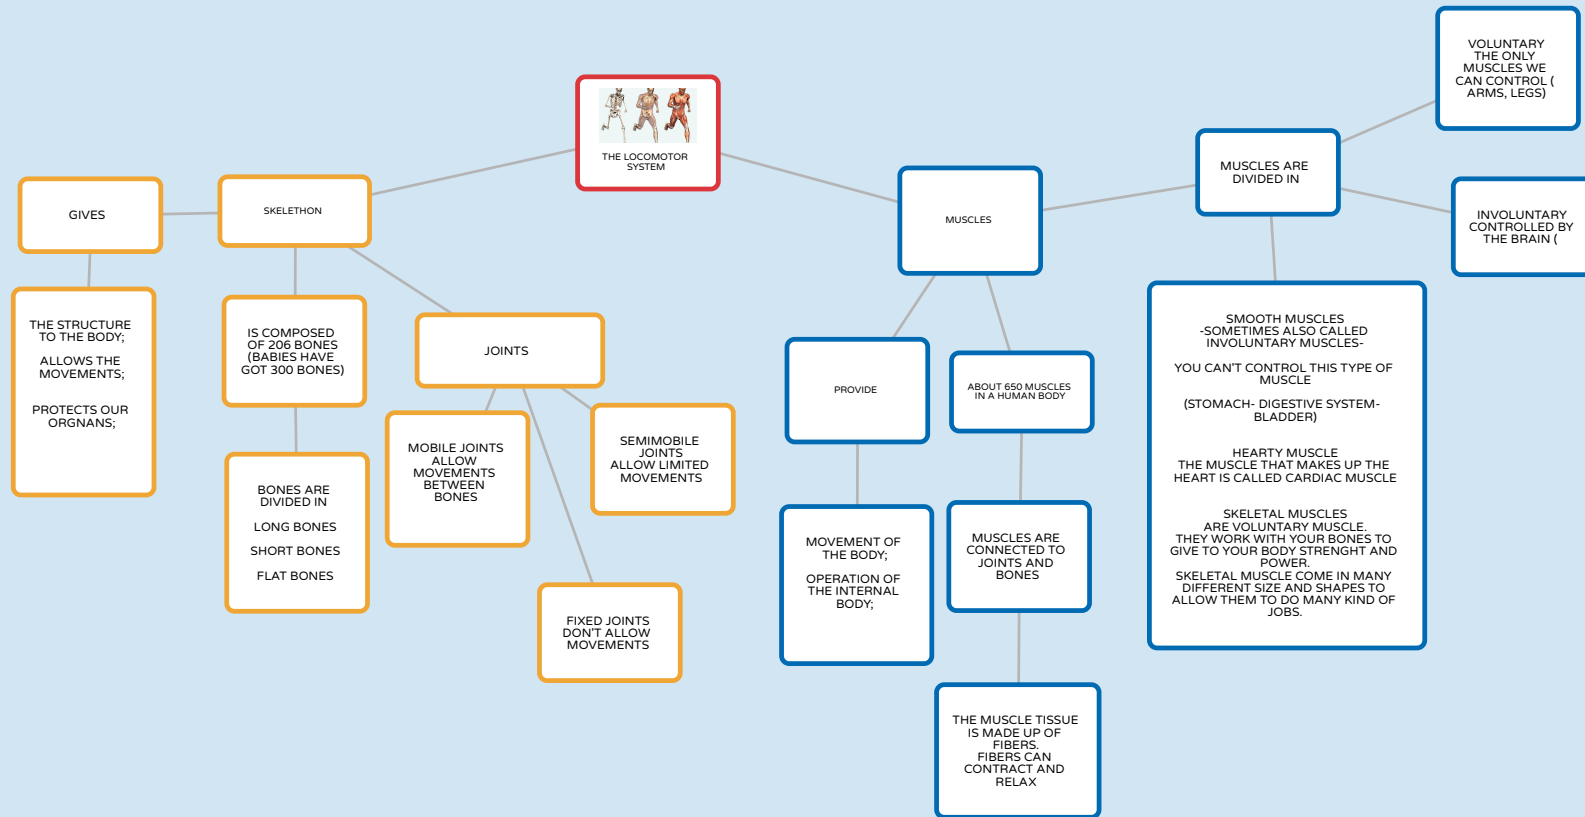 THE LOCOMOTOR
SYSTEM
SKELETHON
GIVES
THE STRUCTURE
TO THE BODY;
ALLOWS THE
MOVEMENTS;
PROTECTS OUR
ORGNANS;
IS COMPOSED
OF 206 BONES
(BABIES HAVE
GOT 300 BONES)
BONES ARE
DIVIDED IN
LONG BONES
SHORT BONES
FLAT BONES
JOINTS
MOBILE JOINTS
ALLOW
MOVEMENTS
BETWEEN
BONES
SEMIMOBILE
JOINTS
ALLOW LIMITED
MOVEMENTS
FIXED JOINTS
DON'T ALLOW
MOVEMENTS
MUSCLES
PROVIDE
MOVEMENT OF
THE BODY;
OPERATION OF
THE INTERNAL
BODY;
ABOUT 650 MUSCLES
IN A HUMAN BODY
MUSCLES ARE
CONNECTED TO
JOINTS AND
BONES
THE MUSCLE TISSUE
IS MADE UP OF
FIBERS.
FIBERS CAN
CONTRACT AND
RELAX
MUSCLES ARE
DIVIDED IN
VOLUNTARY
THE ONLY
MUSCLES WE
CAN CONTROL (
ARMS, LEGS)
INVOLUNTARY
CONTROLLED BY
THE BRAIN (
SMOOTH MUSCLES
-SOMETIMES ALSO CALLED
INVOLUNTARY MUSCLES-
YOU CAN'T CONTROL THIS TYPE OF
MUSCLE
(STOMACH- DIGESTIVE SYSTEM-
BLADDER)
HEARTY MUSCLE
THE MUSCLE THAT MAKES UP THE
HEART IS CALLED CARDIAC MUSCLE
SKELETAL MUSCLES
ARE VOLUNTARY MUSCLE.
THEY WORK WITH YOUR BONES TO
GIVE TO YOUR BODY STRENGHT AND
POWER.
SKELETAL MUSCLE COME IN MANY
DIFFERENT SIZE AND SHAPES TO
ALLOW THEM TO DO MANY KIND OF
JOBS.